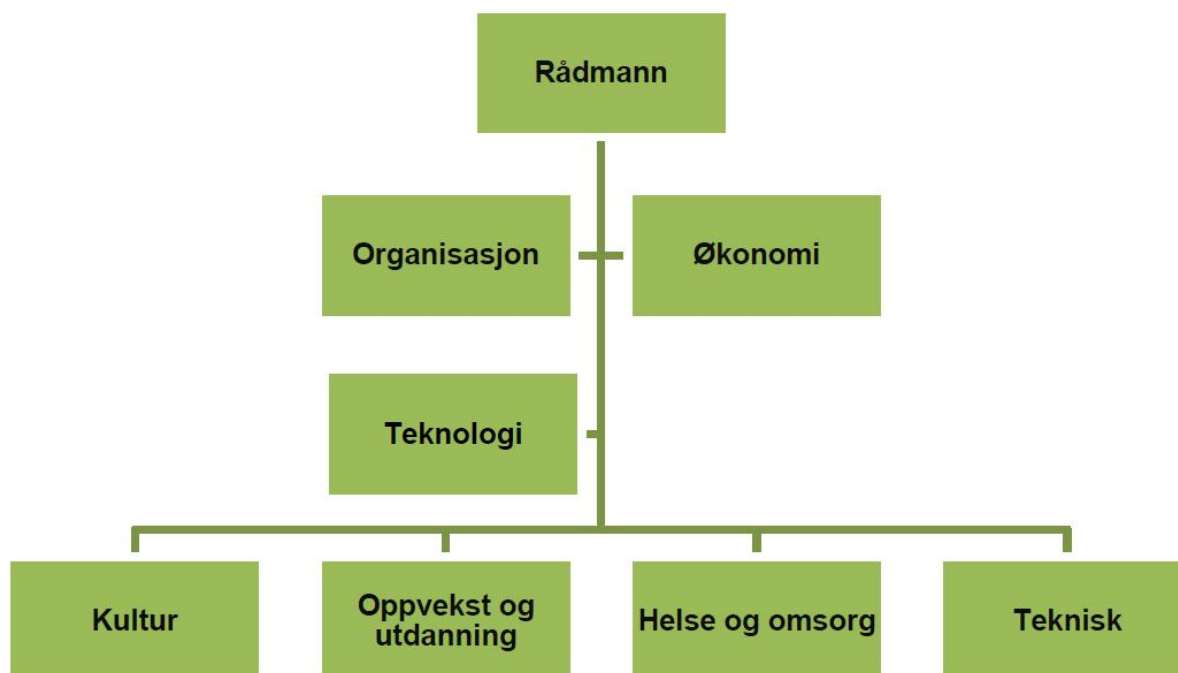 Rådmann
Organisasjon
Økonomi
Teknologi
Kultur
Oppvekst og
utdanning
Helse og omsorg
Teknisk